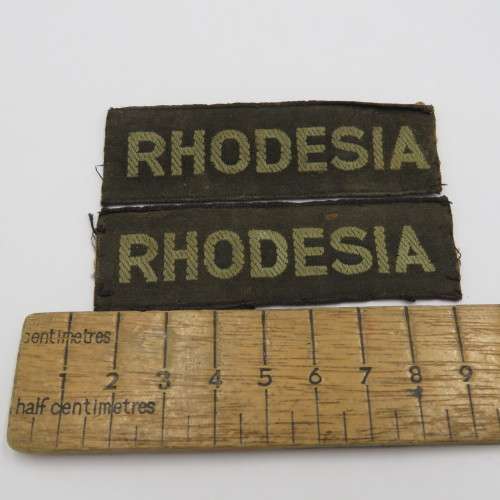 RHODESIA
RHODESIA
centimetres
1 2 3 4 5 6 7 8 9
half centimetres